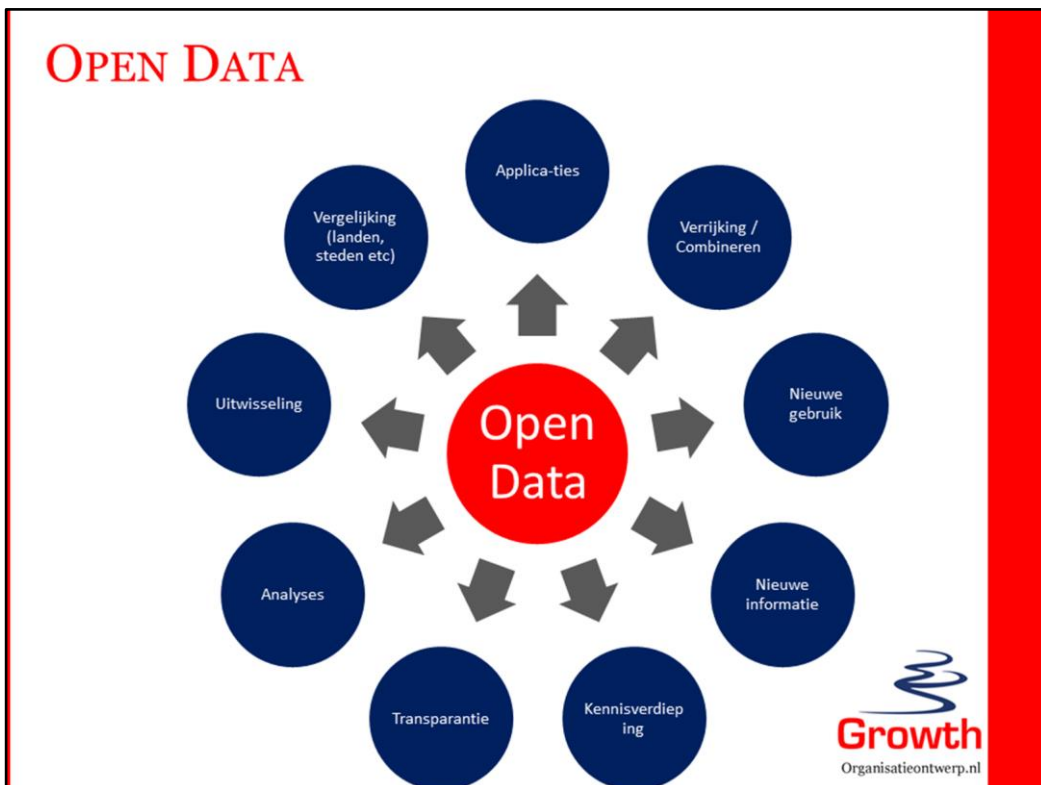 OPEN DATA
Applica-ties
Verrijking /
Combineren
Nieuwe
gebruik
Nieuwe
informatie
Kennisverdiep
ing
Transparantie
Analyses
Uitwisseling
Vergelijking
(landen,
steden etc)
Open
Data
Growth
Organisatieontwerp.nl